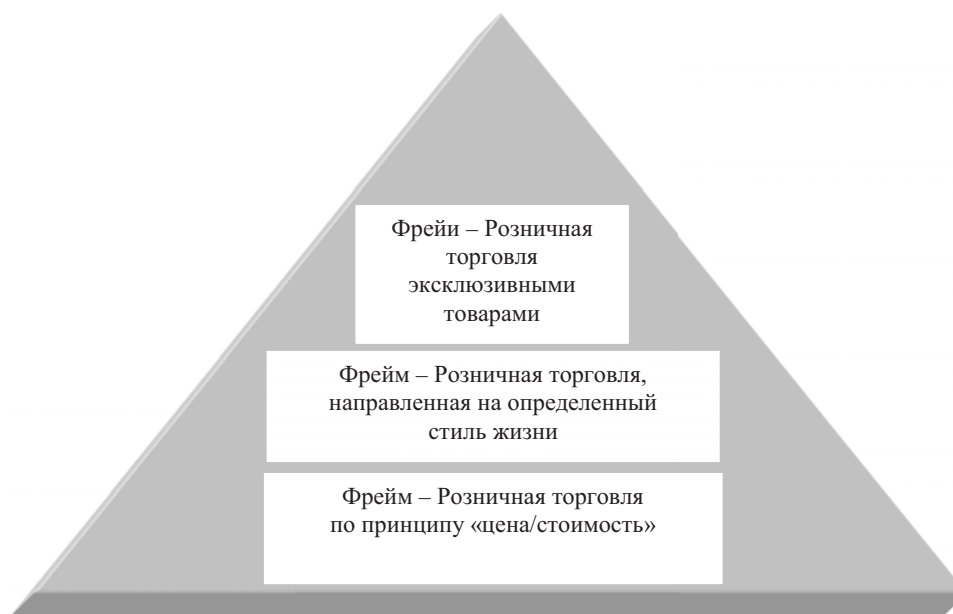 Фрейи – Розничная
торговля
эксклюзивными
товарами
Фрейм – Розничная торговля,
направленная на определенный
стиль жизни
Фрейм – Розничная торговля
по принципу «цена/стоимость»